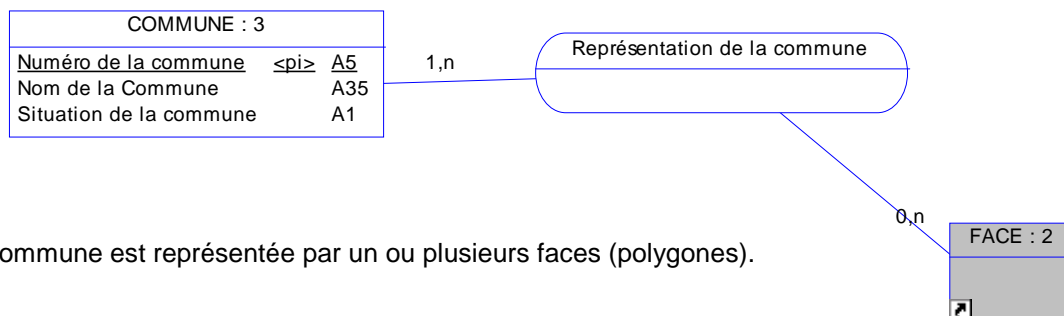 COMMUNE : 3
Numéro de la commune <pi> A5
Nom de la Commune A35
Situation de la commune A1
1,n
Représentation de la commune
0,n
FACE : 2
ommune est représentée par un ou plusieurs faces (polygones).